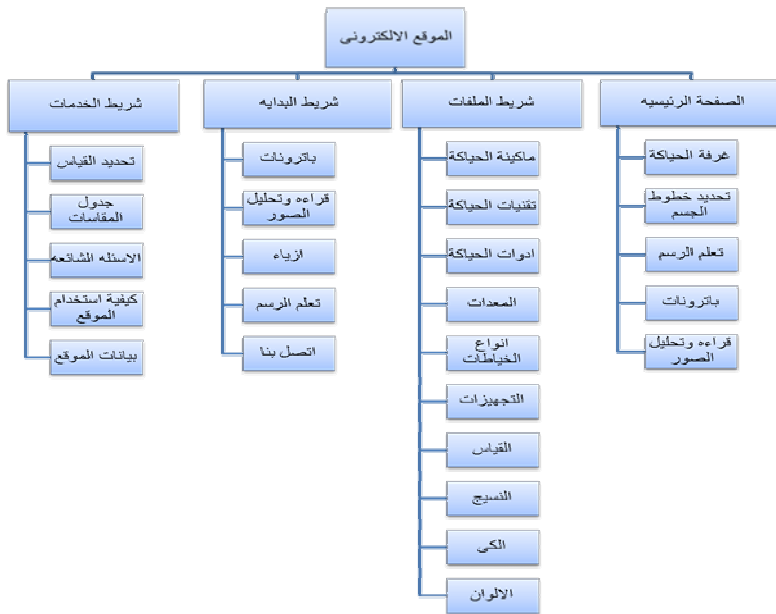 الموقع الالكترونى
الصفحة الرئيسيه
غرفة الحياكة
تحديد خطوط
الجسم
تعلم الرسم
باترونات
قراءه وتحليل
الصور
شريط الملفات
ماكينة الحياكة
تقنيات الحياكة
ادوات الحياكة
المعدات
انواع
الخياطات
التجهيزات
القياس
النسيج
الكى
الالوان
شريط البدايه
باترونات
قراءه وتحليل
الصور
ازياء
تعلم الرسم
اتصل بنا
شريط الخدمات
تحديد القياس
جدول
المقاسات
الاسئله الشائعه
كيفية استخدام
الموقع
بيانات الموقع